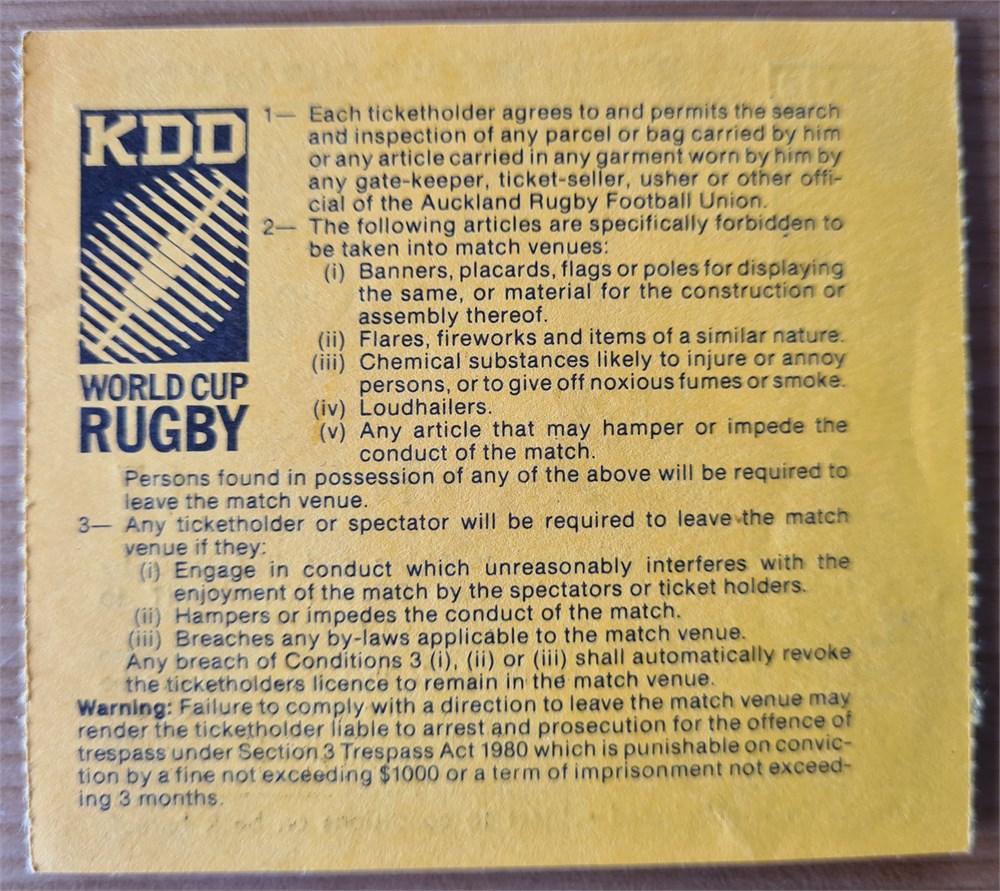 KDD
WORLD CUP
RUGBY
1— Each ticketholder agrees to and permits the search
and inspection of any parcel or bag carried by him
or any article carried in any garment worn by him by
any gate-keeper, ticket-seller, usher or other offi-
cial of the Auckland Rugby Football Union.
2— The following articles are specifically forbidden to
be taken into match venues:
(i) Banners, placards, flags or poles for displaying
the same, or material for the construction or
assembly thereof.
(ii) Flares, fireworks and items of a similar nature.
(iii) Chemical substances likely to injure or annoy
persons, or to give off noxious fumes or smoke.
(iv) Loudhailers.
(v) Any article that may hamper or impede the
conduct of the match.
Persons found in possession of any of the above will be required to
leave the match venue.
3— Any ticketholder or spectator will be required to leave the match
venue if they:
(i) Engage in conduct which unreasonably interferes with the
enjoyment of the match by the spectators or ticket holders.
(ii) Hampers or impedes the conduct of the match.
(iii) Breaches any by-laws applicable to the match venue.
Any breach of Conditions 3 (i), (ii) or (iii) shall automatically revoke
the ticketholders licence to remain in the match venue.
Warning: Failure to comply with a direction to leave the match venue may
render the ticketholder liable to arrest and prosecution for the offence of
trespass under Section 3 Trespass Act 1980 which is punishable on convic-
tion by a fine not exceeding $1000 or a term of imprisonment not exceed-
ing 3 months.